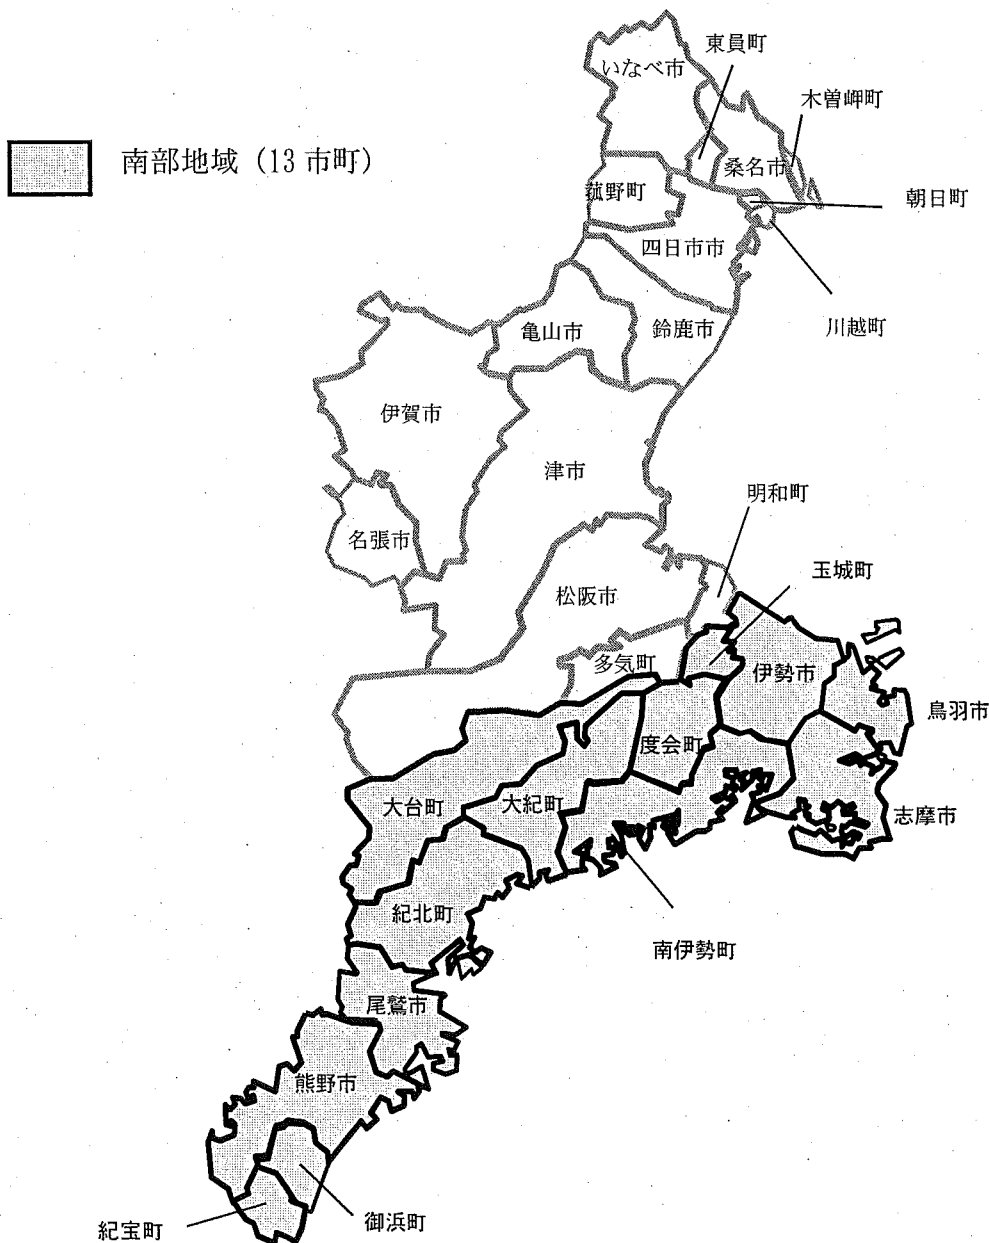 東員町
いなべ市
木曽岬町
南部地域（13 市町）
桑名市
菰野町
朝日町
四日市市
川越町
亀山市
鈴鹿市
伊賀市
津市
明和町
名張市
玉城町
松阪市
多気町
伊勢市
鳥羽市
度会町
大台町
大紀町
志摩市
紀北町
南伊勢町
尾鷲市
熊野市
御浜町
紀宝町